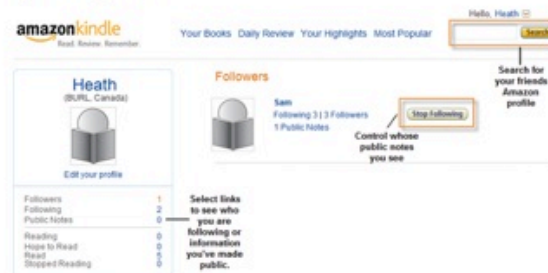 Hello, Heath
amazonkindle
Read. Review. Remember.
Your Books Daily Review Your Highlights Most Popular
Search
Search for
your friends
Amazon
profile
Heath
(BURL, Canada)
Edit your profile
Followers
Sam
Following 3 | 3 Followers
1 Public Notes
Stop Following
Control whose
public notes
you see
Followers 1
Following 2
Public Notes 0
Reading 0
Hope to Read 0
Read 5
Stopped Reading 0
Select links
to see who
you are
following or
information
you've made
public.